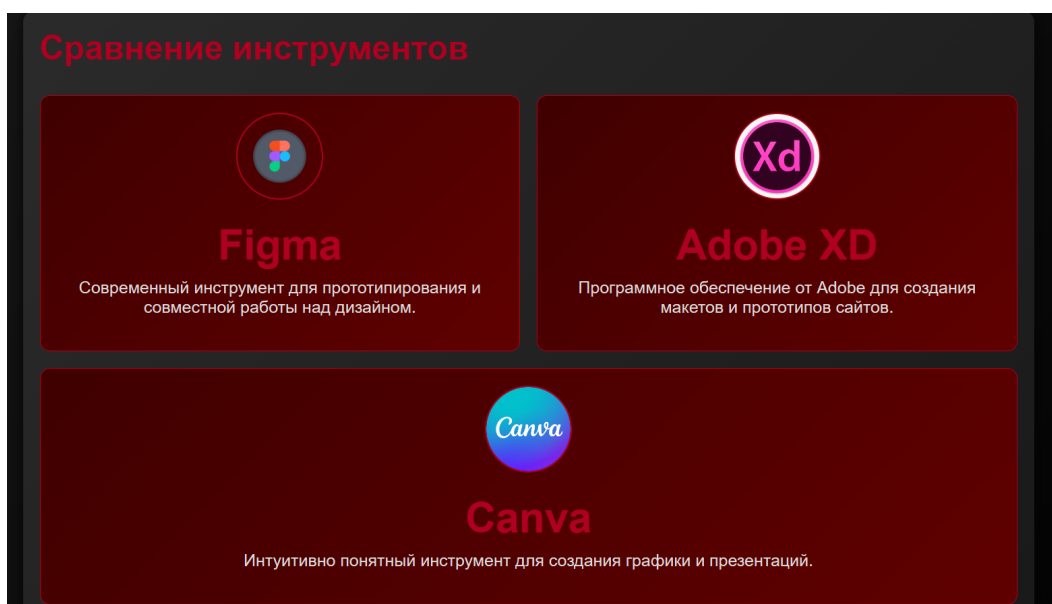 Сравнение инструментов
Xd
Figma
Adobe XD
Современный инструмент для прототипирования и
совместной работы над дизайном.
Программное обеспечение от Adobe для создания
макетов и прототипов сайтов.
Canva
Canva
Интуитивно понятный инструмент для создания графики и презентаций.